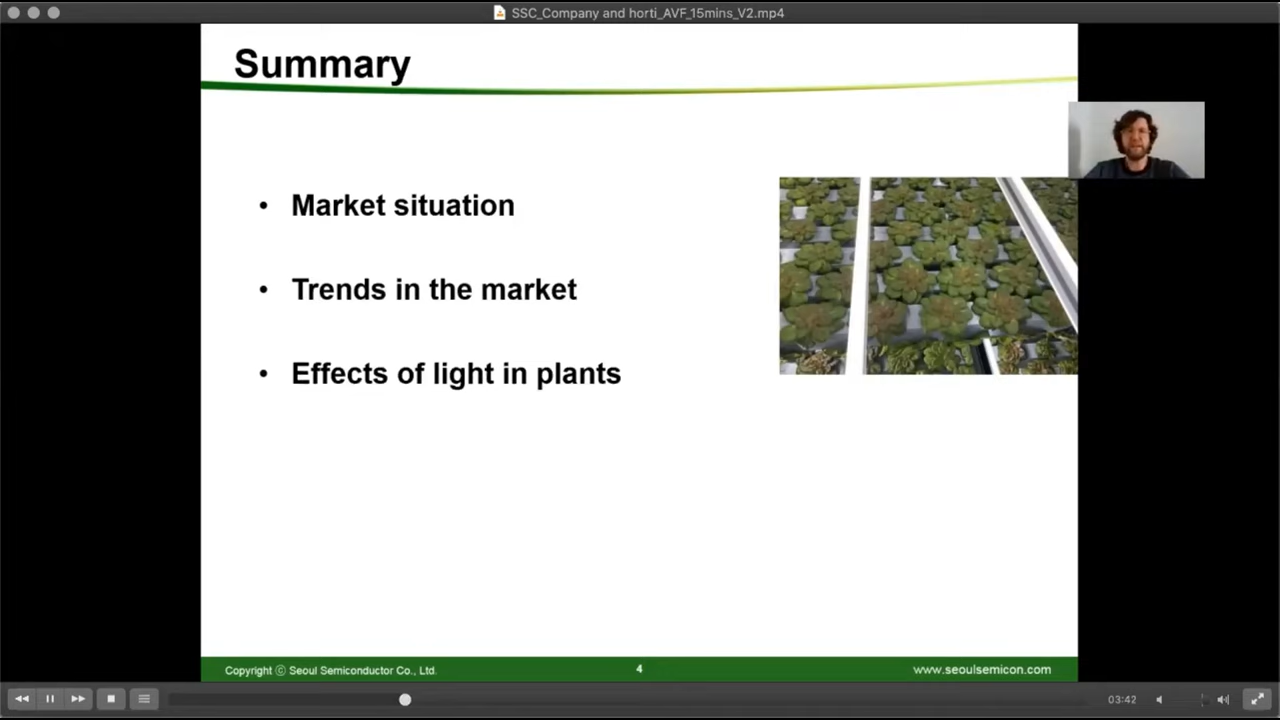 SSC_Company and horti_AVF_15mins_V2.mp4
Summary
• Market situation
• Trends in the market
• Effects of light in plants
Copyright ⓒ Seoul Semiconductor Co., Ltd.
4
www.seoulsemicon.com
03:42